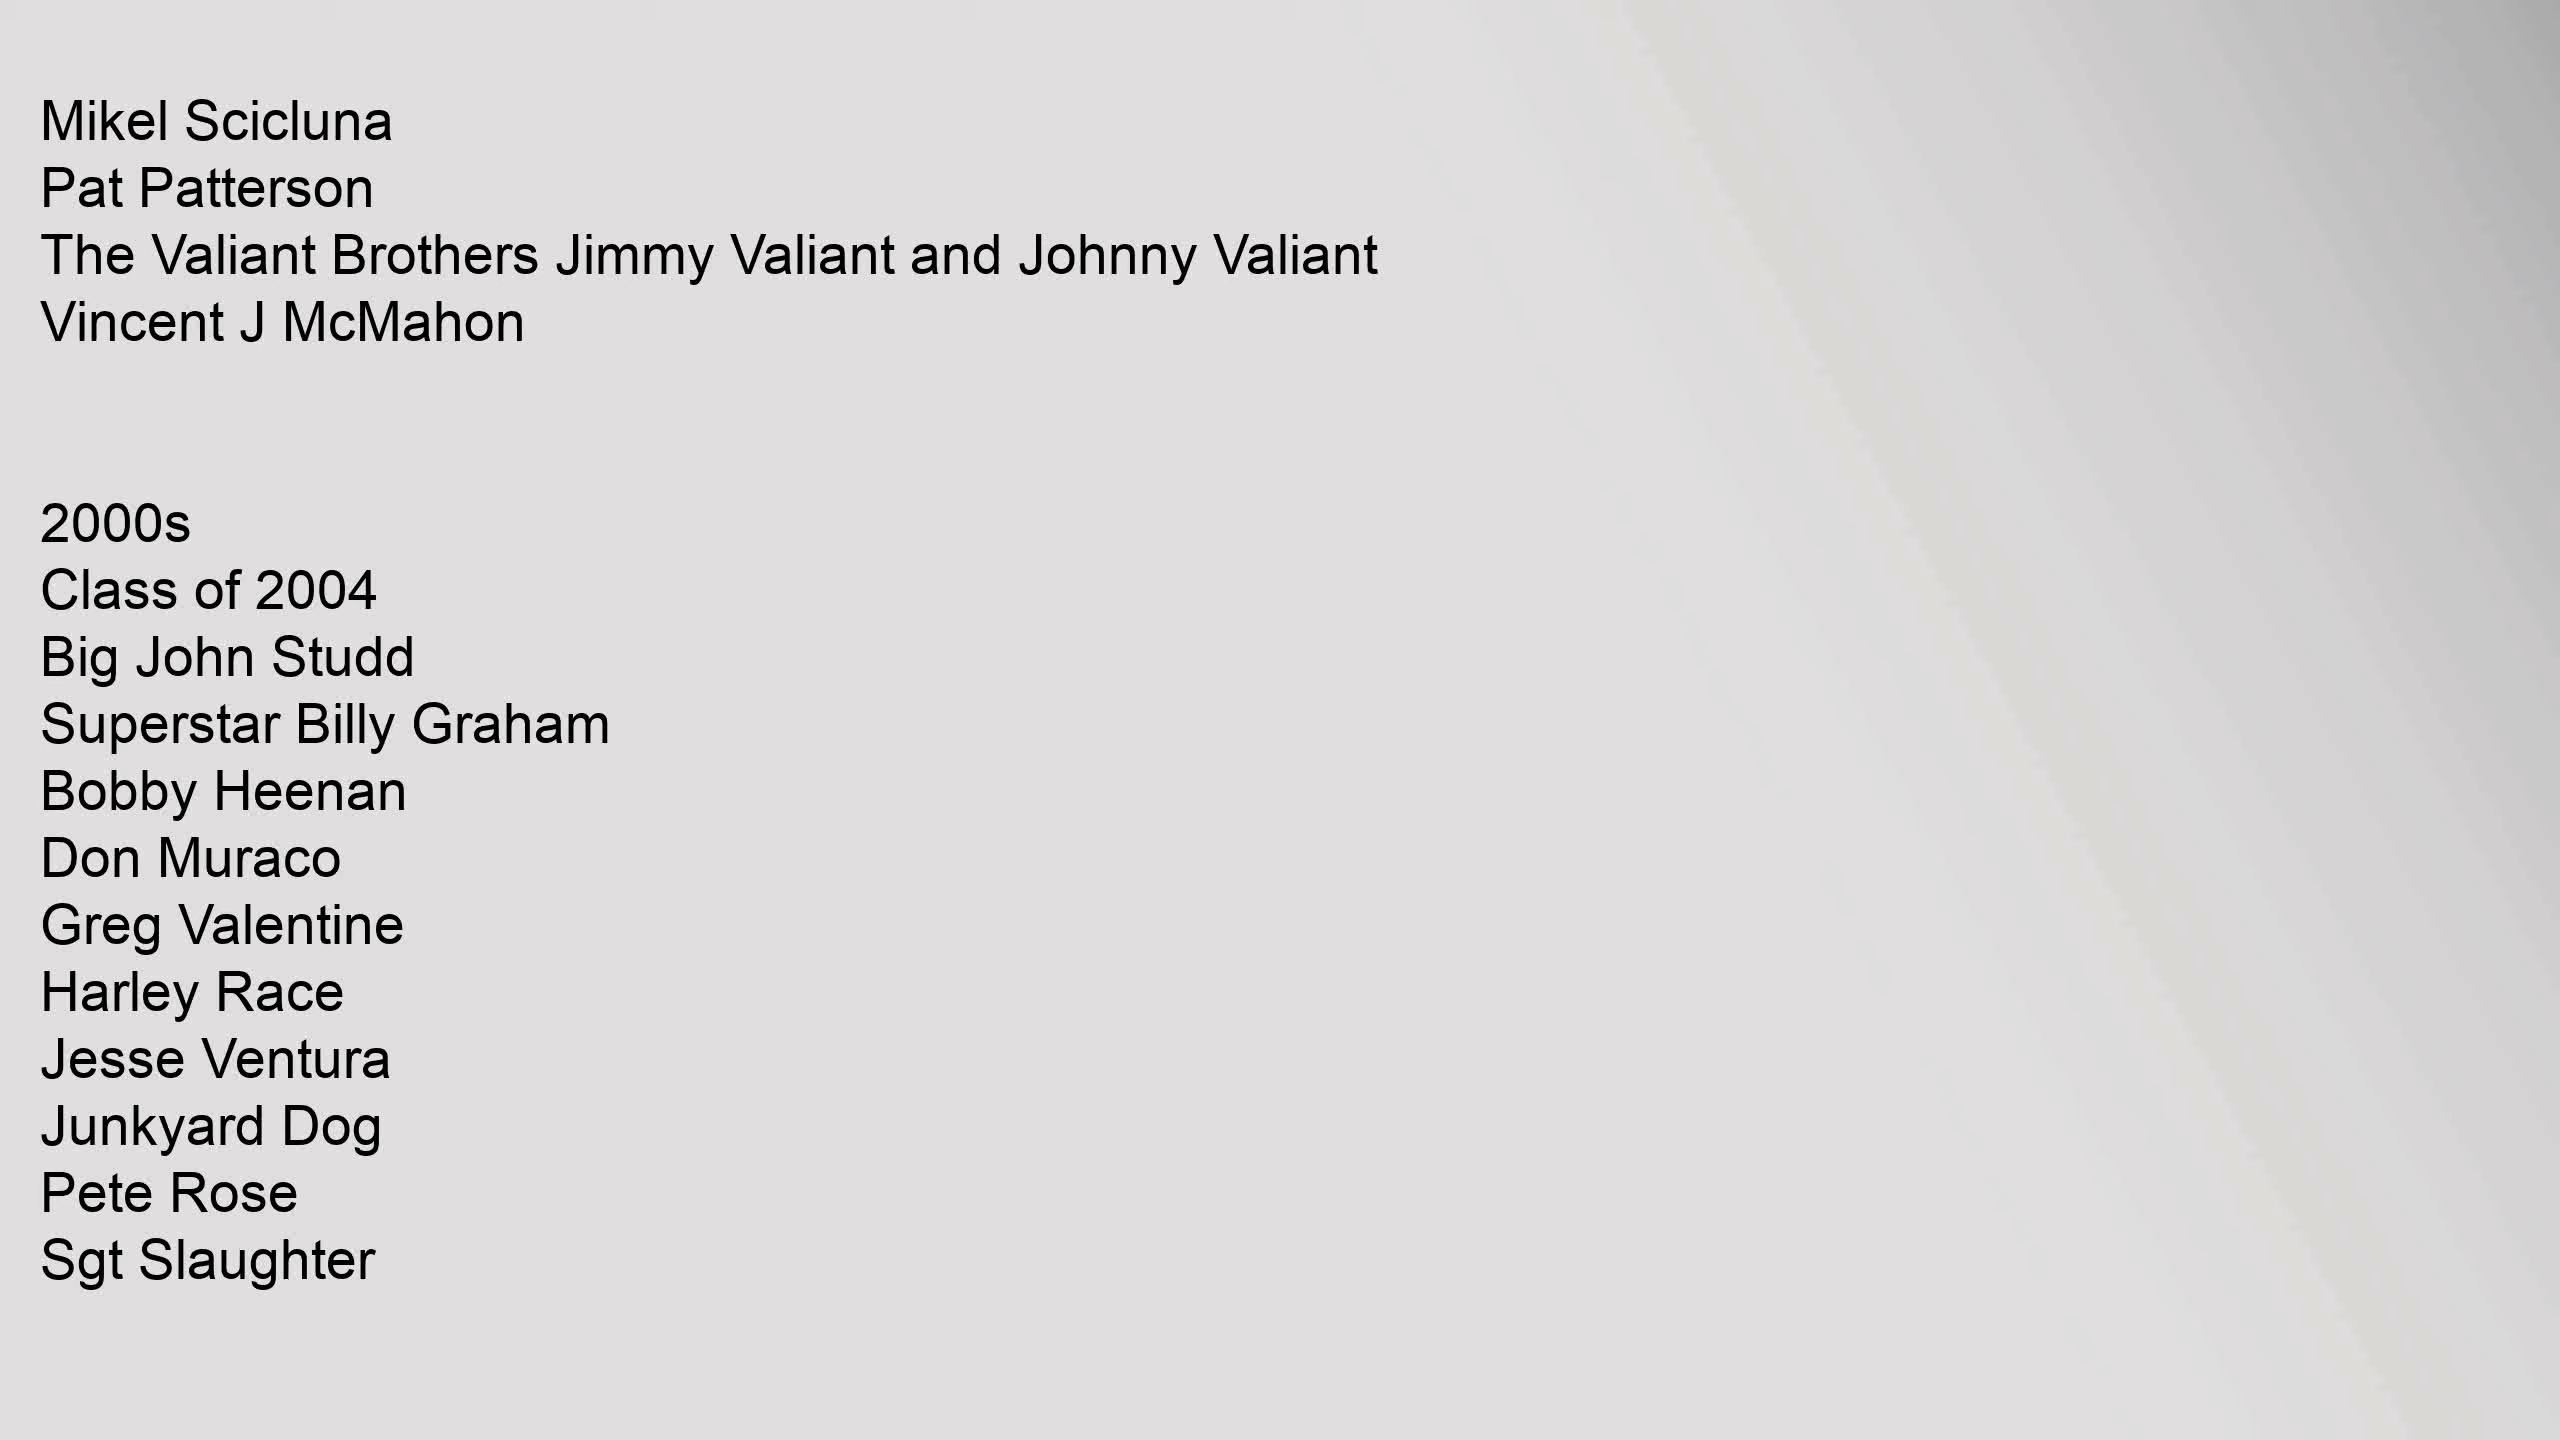 Mikel Scicluna
Pat Patterson
The Valiant Brothers Jimmy Valiant and Johnny Valiant
Vincent J McMahon
2000s
Class of 2004
Big John Studd
Superstar Billy Graham
Bobby Heenan
Don Muraco
Greg Valentine
Harley Race
Jesse Ventura
Junkyard Dog
Pete Rose
Sgt Slaughter